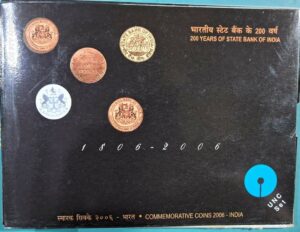 भारतीय स्टेट बैंक के 200 वर्ष
200 YEARS OF STATE BANK OF INDIA
1806-2006
UNC
Set
स्मारक सिक्के २००६ - भारत • COMMEMORATIVE COINS 2006 - INDIA